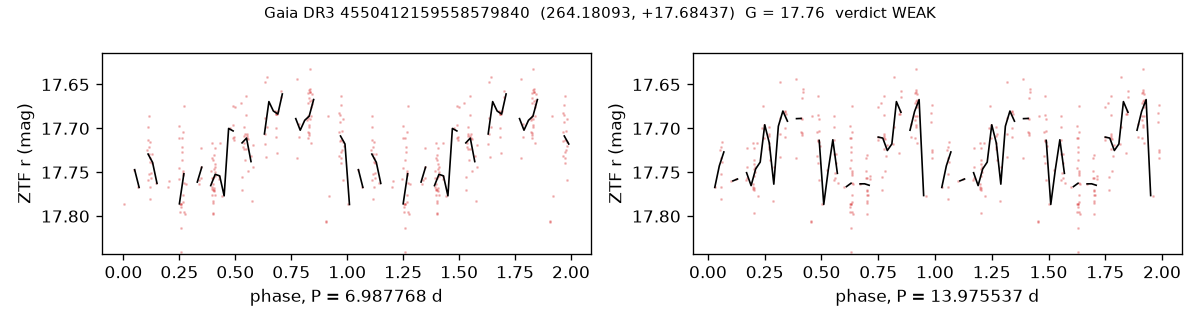 Gaia DR3 4550412159558579840 (264.18093, +17.68437) G = 17.76 verdict WEAK
ZTF r (mag)
17.65
17.70
17.75
17.80
0.00 0.25 0.50 0.75 1.00 1.25 1.50 1.75 2.00
phase, P = 6.987768 d
ZTF r (mag)
17.65
17.70
17.75
17.80
0.00 0.25 0.50 0.75 1.00 1.25 1.50 1.75 2.00
phase, P = 13.975537 d